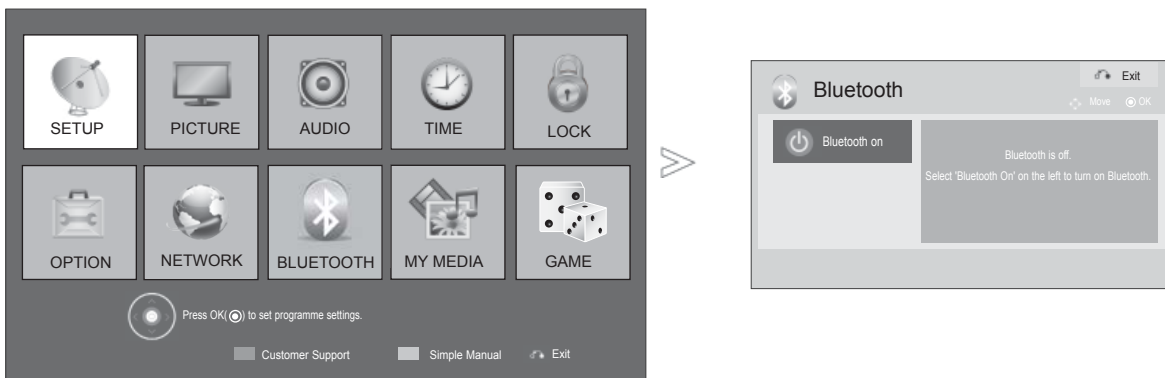 SETUP PICTURE AUDIO TIME LOCK
OPTION NETWORK BLUETOOTH MY MEDIA GAME
Press OK( ) to set programme settings.
Customer Support Simple Manual Exit
Bluetooth
Exit
Move OK
Bluetooth on
Bluetooth is off.
Select 'Bluetooth On' on the left to turn on Bluetooth.